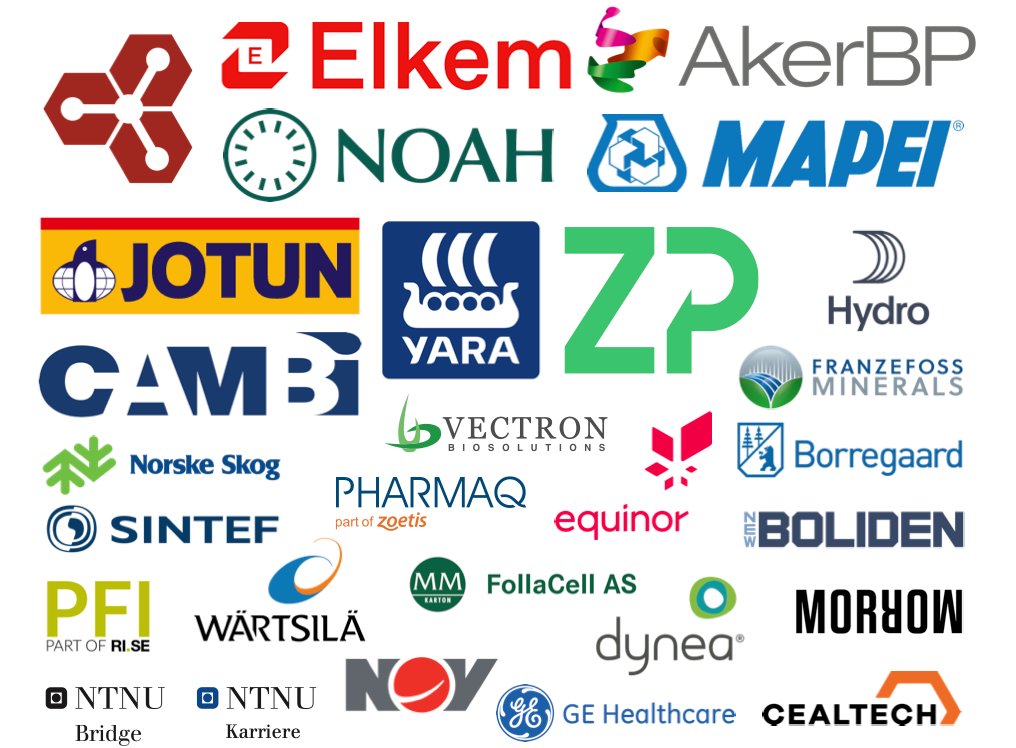 E Elkem
AkerBP
NOAH
MAPEI®
JOTUN
YARA
ZP
Hydro
CAMBi
FRANZEFOSS
MINERALS
VECTRON
BIOSOLUTIONS
Norske Skog
Borregaard
PHARMAQ
part of zoetis
equinor
SINTEF
NEW BOLIDEN
MM
KARTON
FollaCell AS
PFI
PART OF RI.SE
WÄRTSILÄ
dynea®
MORROW
NOV
NTNU
Bridge
NTNU
Karriere
GE GE Healthcare
CEALTECH